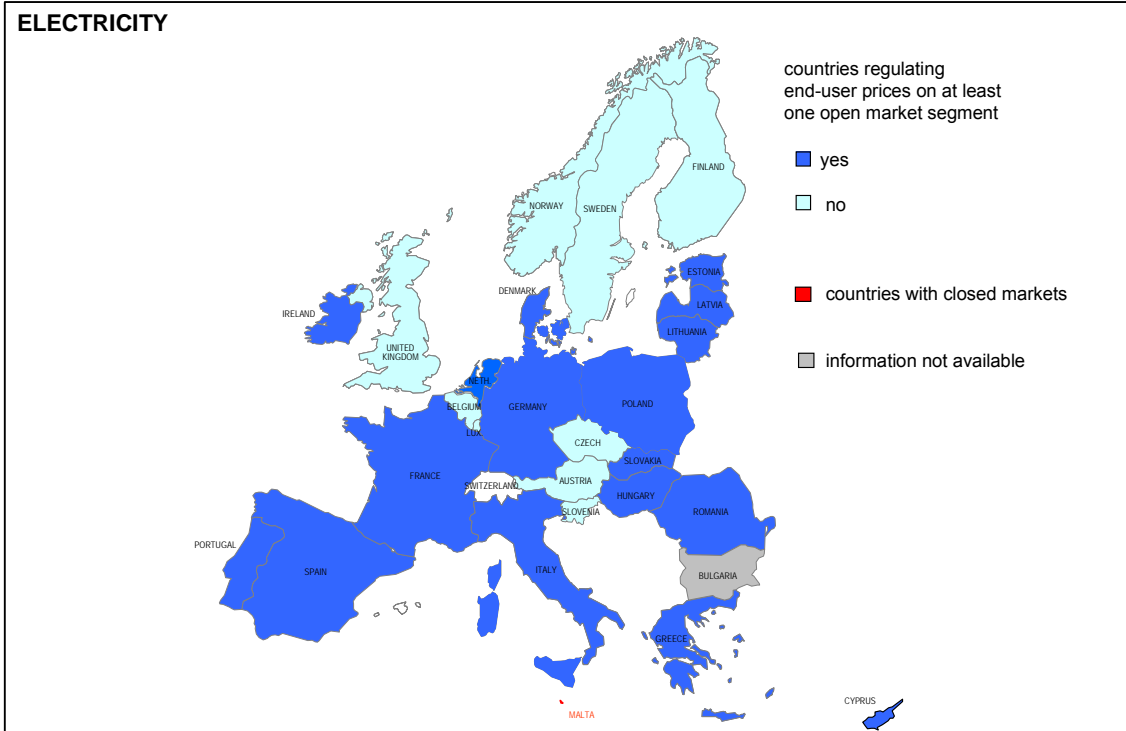 ELECTRICITY
countries regulating
end-user prices on at least
one open market segment
yes
no
countries with closed markets
information not available
FINLAND
NORWAY
SWEDEN
ESTONIA
DENMARK
LATVIA
IRELAND
LITHUANIA
UNITED
KINGDOM
NETH.
BELGIUM
GERMANY
POLAND
LUX.
CZECH
SLOVAKIA
FRANCE
SWITZERLAND
AUSTRIA
HUNGARY
SLOVENIA
ROMANIA
PORTUGAL
SPAIN
ITALY
BULGARIA
GREECE
CYPRUS
MALTA